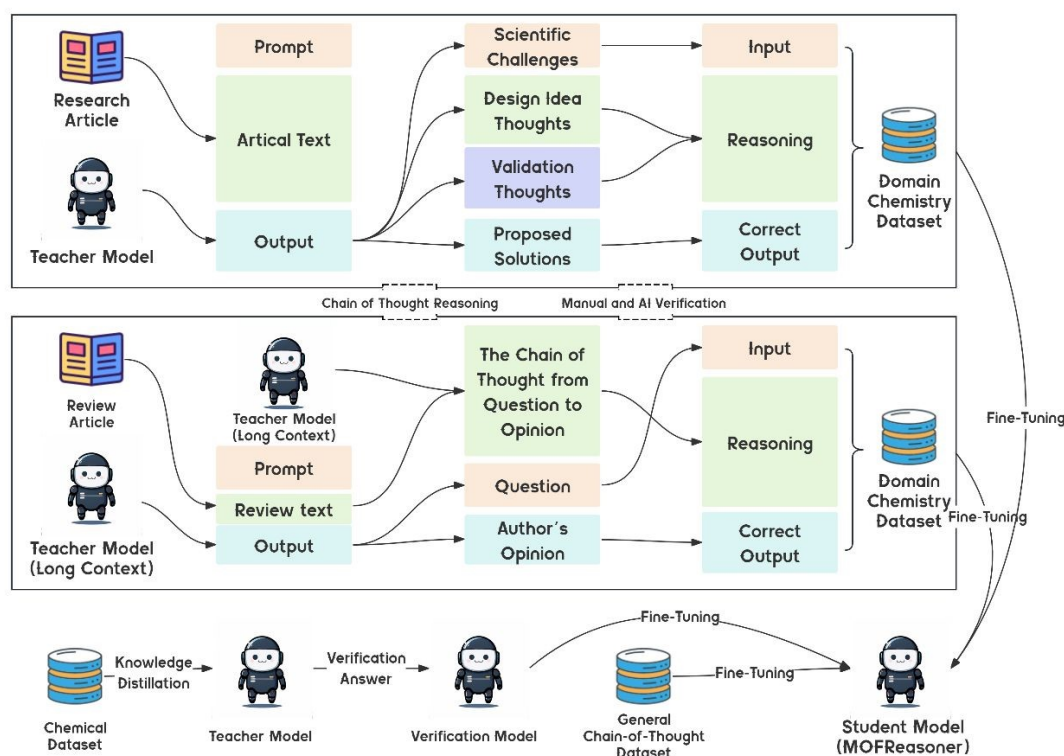 Research
Article
Teacher Model
Prompt
Artical Text
Output
Scientific
Challenges
Design Idea
Thoughts
Validation
Thoughts
Proposed
Solutions
Input
Reasoning
Correct
Output
Domain
Chemistry
Dataset
Chain of Thought Reasoning
Manual and AI Verification
Review
Article
Teacher Model
(Long Context)
Teacher Model
(Long Context)
Prompt
Review text
Output
The Chain of
Thought from
Question to
Opinion
Question
Author's
Opinion
Input
Reasoning
Correct
Output
Domain
Chemistry
Dataset
Fine-Tuning
Fine-Tuning
Chemical
Dataset
Knowledge
Distillation
Teacher Model
Verification
Answer
Verification Model
Fine-Tuning
General
Chain-of-Thought
Dataset
Fine-Tuning
Student Model
(MOFReasoner)